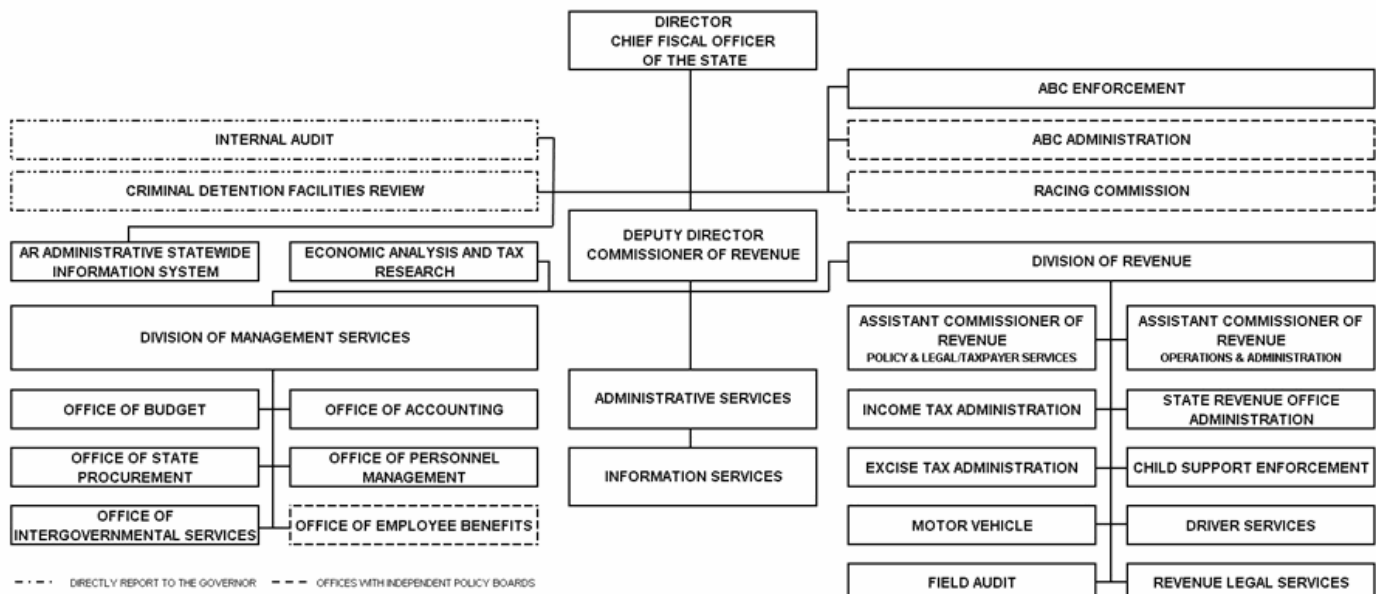 DIRECTOR
CHIEF FISCAL OFFICER
OF THE STATE
ABC ENFORCEMENT
INTERNAL AUDIT
ABC ADMINISTRATION
CRIMINAL DETENTION FACILITIES REVIEW
RACING COMMISSION
DEPUTY DIRECTOR
COMMISSIONER OF REVENUE
AR ADMINISTRATIVE STATEWIDE
INFORMATION SYSTEM
ECONOMIC ANALYSIS AND TAX
RESEARCH
DIVISION OF REVENUE
DIVISION OF MANAGEMENT SERVICES
ASSISTANT COMMISSIONER OF
REVENUE
POLICY & LEGAL/TAXPAYER SERVICES
ASSISTANT COMMISSIONER OF
REVENUE
OPERATIONS & ADMINISTRATION
ADMINISTRATIVE SERVICES
OFFICE OF BUDGET
OFFICE OF ACCOUNTING
INCOME TAX ADMINISTRATION
STATE REVENUE OFFICE
ADMINISTRATION
OFFICE OF STATE
PROCUREMENT
OFFICE OF PERSONNEL
MANAGEMENT
INFORMATION SERVICES
EXCISE TAX ADMINISTRATION
CHILD SUPPORT ENFORCEMENT
OFFICE OF
INTERGOVERNMENTAL SERVICES
OFFICE OF EMPLOYEE BENEFITS
MOTOR VEHICLE
DRIVER SERVICES
FIELD AUDIT
REVENUE LEGAL SERVICES
DIRECTLY REPORT TO THE GOVERNOR
OFFICES WITH INDEPENDENT POLICY BOARDS